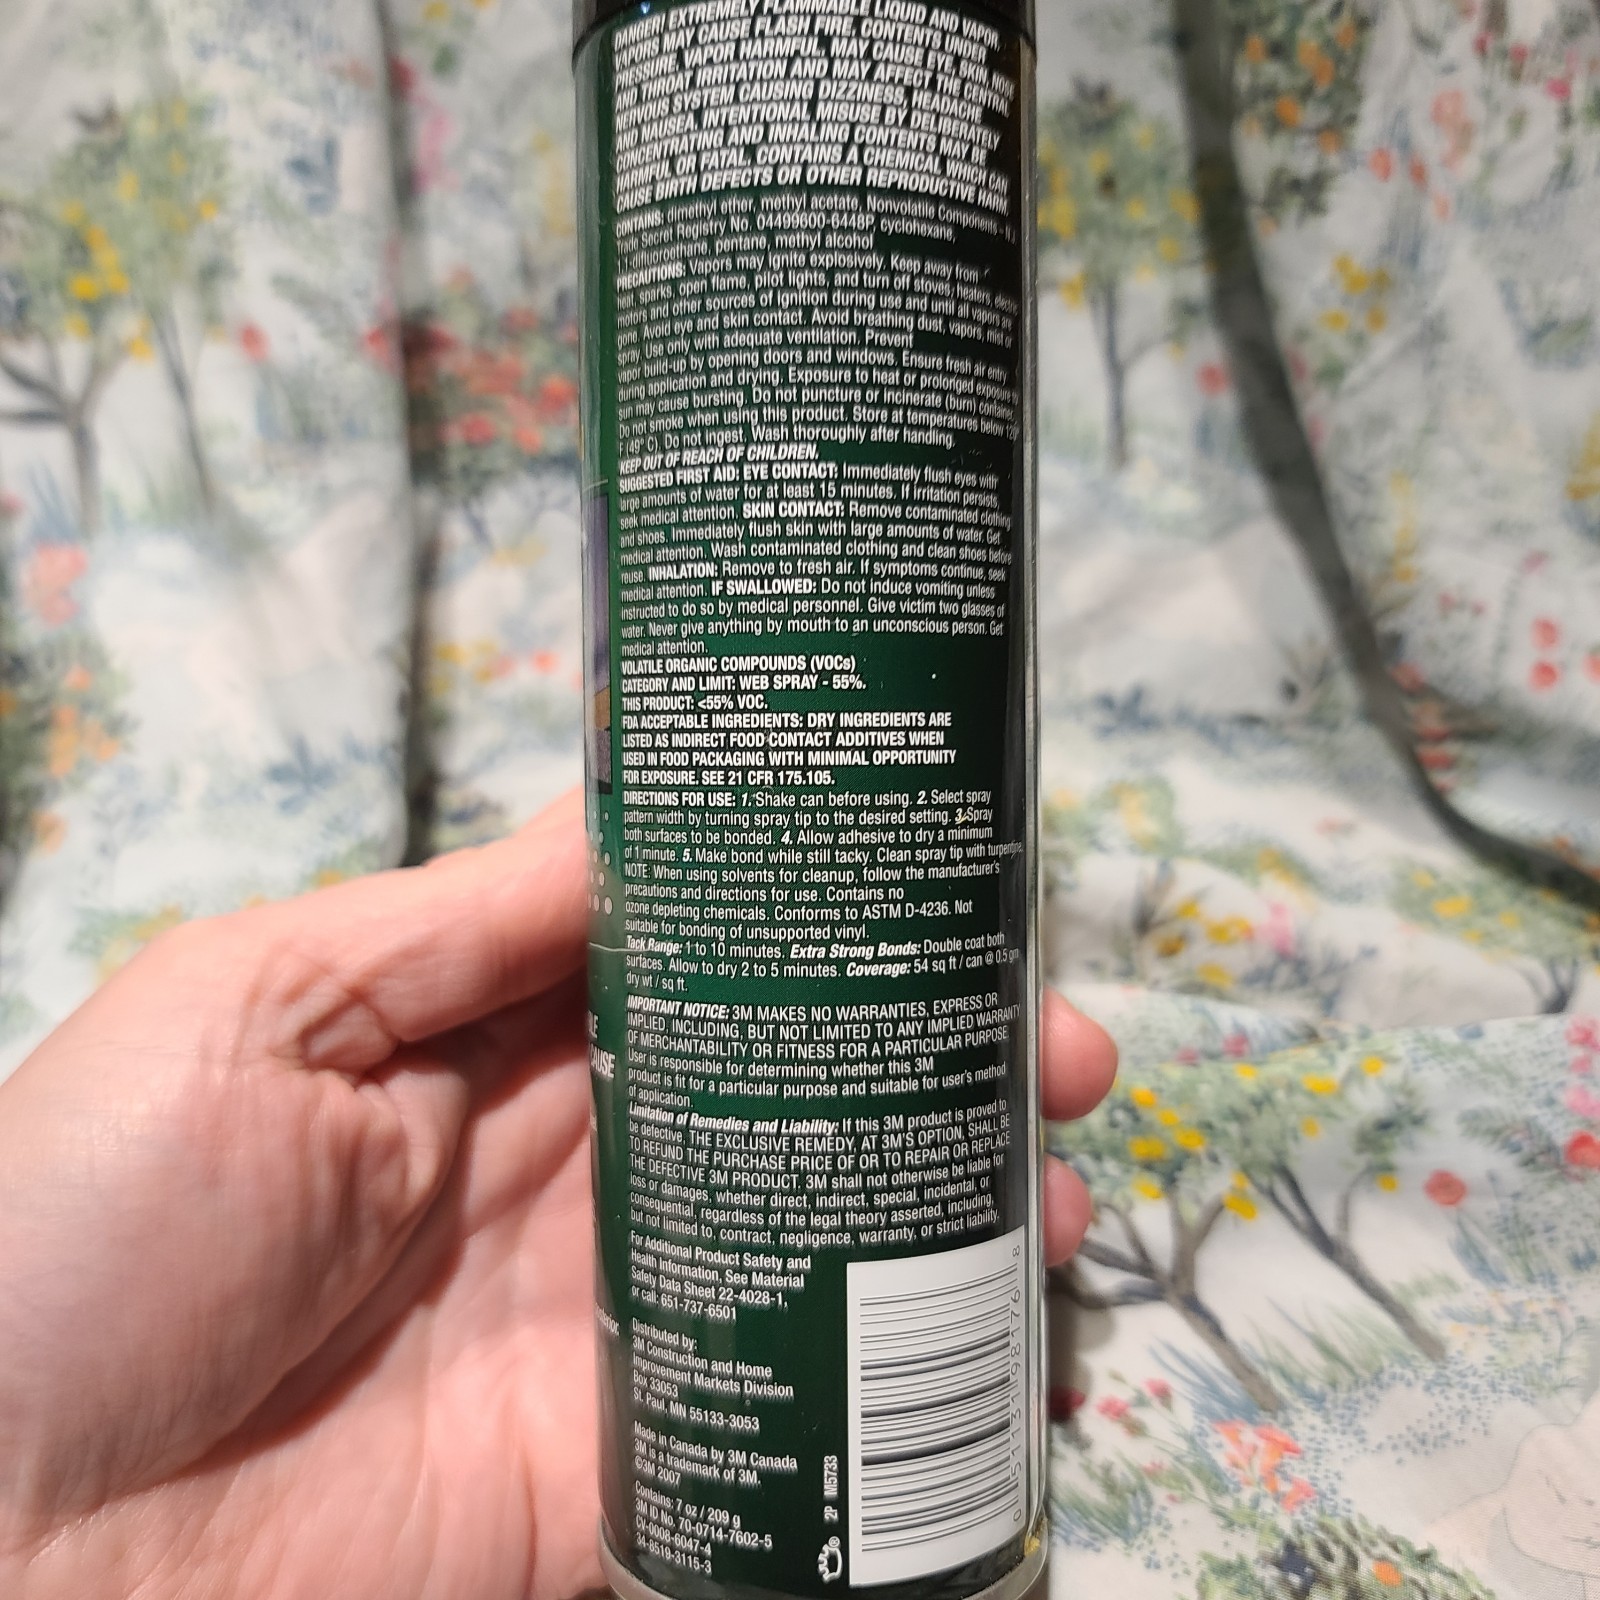 DANGER! EXTREMELY FLAMMABLE LIQUID AND VAPOR.
VAPORS MAY CAUSE FLASH FIRE. CONTENTS UNDER
PRESSURE. VAPOR HARMFUL. MAY CAUSE EYE, SKIN, NOSE
AND THROAT IRRITATION AND MAY AFFECT THE CENTRAL
NERVOUS SYSTEM CAUSING DIZZINESS, HEADACHE
AND NAUSEA. INTENTIONAL MISUSE BY DELIBERATELY
CONCENTRATING AND INHALING CONTENTS MAY BE
HARMFUL OR FATAL. CONTAINS A CHEMICAL WHICH CAN
CAUSE BIRTH DEFECTS OR OTHER REPRODUCTIVE HARM.
CONTAINS: dimethyl ether, methyl acetate, Nonvolatile Components - N.J.
Trade Secret Registry No. 04499600-6448P, cyclohexane,
1,1-difluoroethane, pentane, methyl alcohol
PRECAUTIONS: Vapors may ignite explosively. Keep away from
heat, sparks, open flame, pilot lights, and turn off stoves, heaters, electric
motors and other sources of ignition during use and until all vapors are
gone. Avoid eye and skin contact. Avoid breathing dust, vapors, mist or
spray. Use only with adequate ventilation. Prevent
vapor build-up by opening doors and windows. Ensure fresh air entry
during application and drying. Exposure to heat or prolonged exposure to
sun may cause bursting. Do not puncture or incinerate (burn) container.
Do not smoke when using this product. Store at temperatures below 120°
F (49° C). Do not ingest. Wash thoroughly after handling.
KEEP OUT OF REACH OF CHILDREN.
SUGGESTED FIRST AID: EYE CONTACT: Immediately flush eyes with
large amounts of water for at least 15 minutes. If irritation persists,
seek medical attention. SKIN CONTACT: Remove contaminated clothing
and shoes. Immediately flush skin with large amounts of water. Get
medical attention. Wash contaminated clothing and clean shoes before
reuse. INHALATION: Remove to fresh air. If symptoms continue, seek
medical attention. IF SWALLOWED: Do not induce vomiting unless
instructed to do so by medical personnel. Give victim two glasses of
water. Never give anything by mouth to an unconscious person. Get
medical attention.
VOLATILE ORGANIC COMPOUNDS (VOCs)
CATEGORY AND LIMIT: WEB SPRAY - 55%.
THIS PRODUCT: <55% VOC.
FDA ACCEPTABLE INGREDIENTS: DRY INGREDIENTS ARE
LISTED AS INDIRECT FOOD CONTACT ADDITIVES WHEN
USED IN FOOD PACKAGING WITH MINIMAL OPPORTUNITY
FOR EXPOSURE. SEE 21 CFR 175.105.
DIRECTIONS FOR USE: 1. Shake can before using. 2. Select spray
pattern width by turning spray tip to the desired setting. 3. Spray
both surfaces to be bonded. 4. Allow adhesive to dry a minimum
of 1 minute. 5. Make bond while still tacky. Clean spray tip with turpentine.
NOTE: When using solvents for cleanup, follow the manufacturer's
precautions and directions for use. Contains no
ozone depleting chemicals. Conforms to ASTM D-4236. Not
suitable for bonding of unsupported vinyl.
Tack Range: 1 to 10 minutes. Extra Strong Bonds: Double coat both
surfaces. Allow to dry 2 to 5 minutes. Coverage: 54 sq ft / can @ 0.5 gm
dry wt / sq ft.
IMPORTANT NOTICE: 3M MAKES NO WARRANTIES, EXPRESS OR
IMPLIED, INCLUDING, BUT NOT LIMITED TO ANY IMPLIED WARRANTY
OF MERCHANTABILITY OR FITNESS FOR A PARTICULAR PURPOSE.
User is responsible for determining whether this 3M
product is fit for a particular purpose and suitable for user's method
of application.
Limitation of Remedies and Liability: If this 3M product is proved to
be defective, THE EXCLUSIVE REMEDY, AT 3M'S OPTION, SHALL BE
TO REFUND THE PURCHASE PRICE OF OR TO REPAIR OR REPLACE
THE DEFECTIVE 3M PRODUCT. 3M shall not otherwise be liable for
loss or damages, whether direct, indirect, special, incidental, or
consequential, regardless of the legal theory asserted, including,
but not limited to, contract, negligence, warranty, or strict liability.
For Additional Product Safety and
Health Information, See Material
Safety Data Sheet 22-4028-1,
or call: 651-737-6501
Distributed by:
3M Construction and Home
Improvement Markets Division
Box 33053
St. Paul, MN 55133-3053
Made in Canada by 3M Canada
3M is a trademark of 3M.
©3M 2007
Contains: 7 oz / 209 g
3M ID No. 70-0714-7602-5
CV-0008-6047-4
34-8519-3115-3
2P M5733
0 51131 98176 8
CAUSE